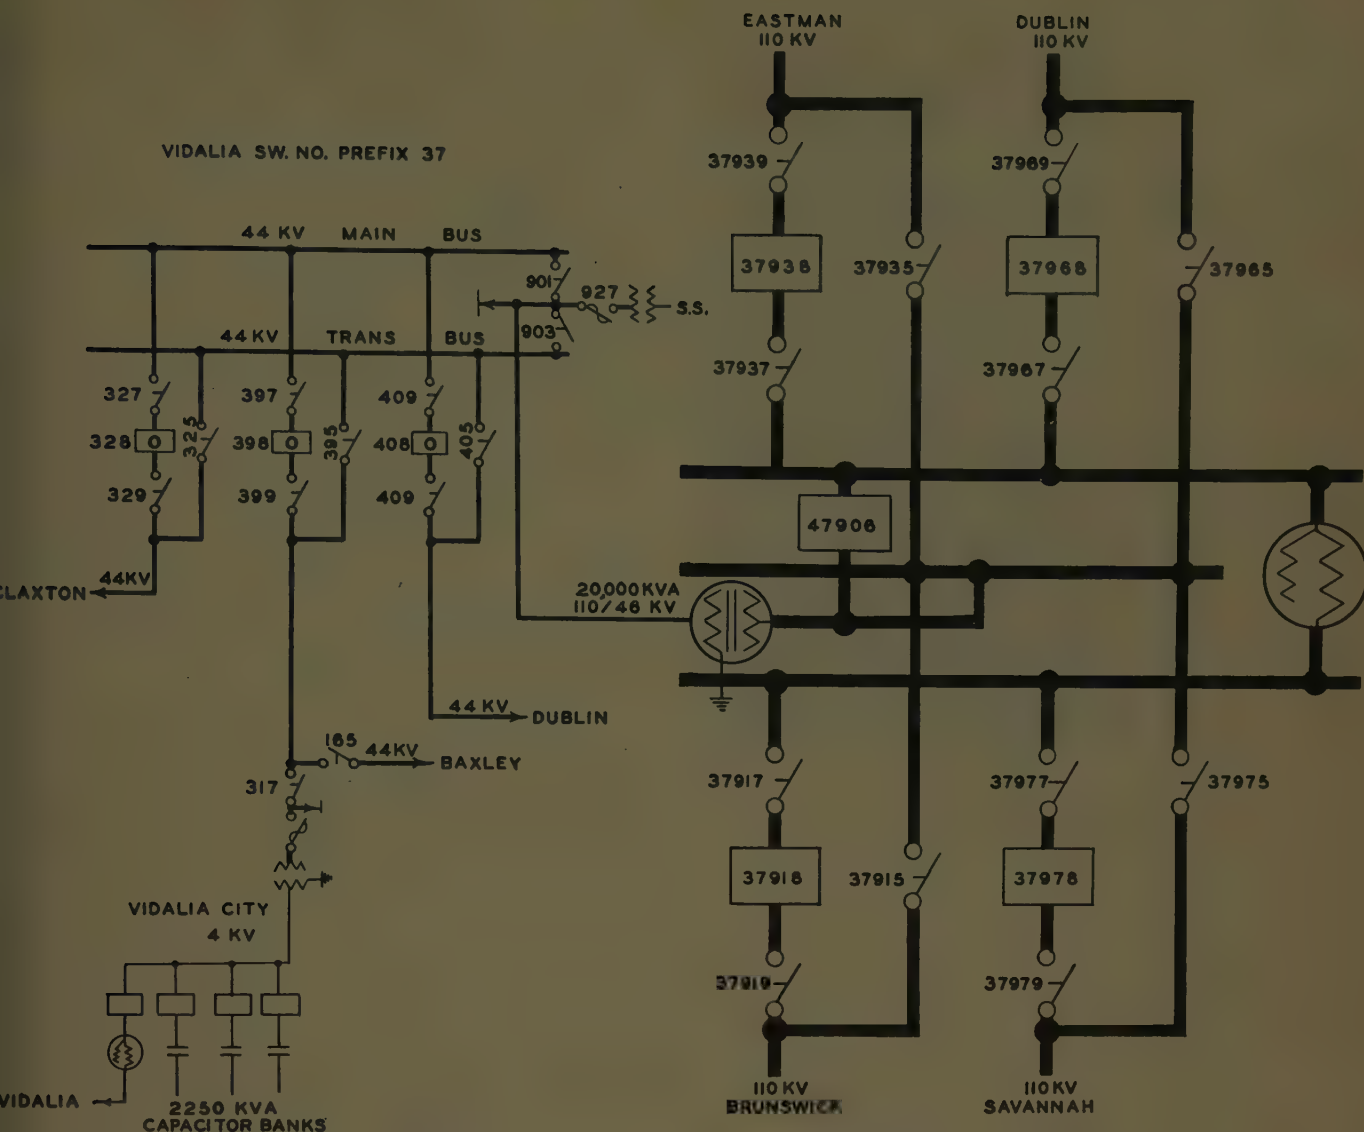 EASTMAN
110 KV
DUBLIN
110 KV
VIDALIA SW. NO. PREFIX 37
37939
37969
44 KV MAIN BUS
37938
37935
37968
37965
901
927
S.S.
903
44 KV TRANS BUS
37937
37967
327
397
409
328
O
325
398
O
395
408
O
405
329
399
409
47906
44KV
CLAXTON
20,000 KVA
110/46 KV
44 KV
DUBLIN
165
44KV
BAXLEY
317
37917
37977
37975
37918
37915
37978
VIDALIA CITY
4 KV
37919
37979
VIDALIA
2250 KVA
CAPACITOR BANKS
110 KV
BRUNSWICK
110 KV
SAVANNAH